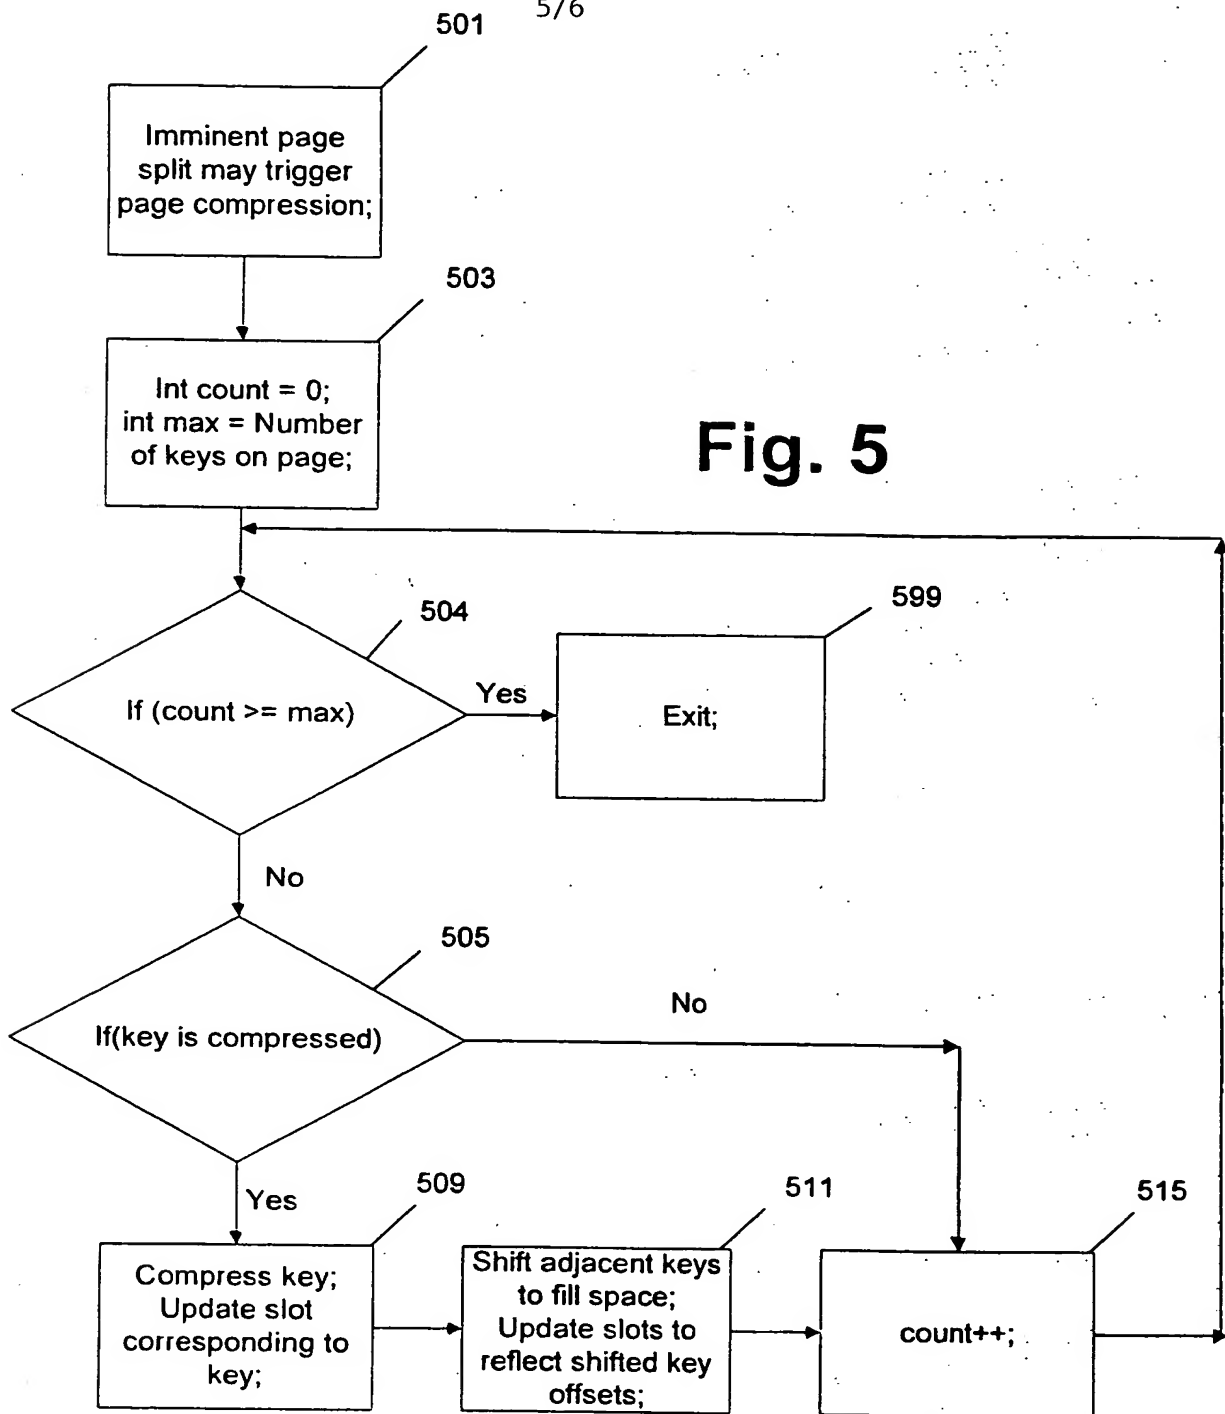 5/6
501
Imminent page
split may trigger
page compression;
503
Int count = 0;
int max = Number
of keys on page;
Fig. 5
504
If (count >= max)
Yes
599
Exit;
No
505
If(key is compressed)
No
Yes
509
Compress key;
Update slot
corresponding to
key;
511
Shift adjacent keys
to fill space;
Update slots to
reflect shifted key
offsets;
515
count++;